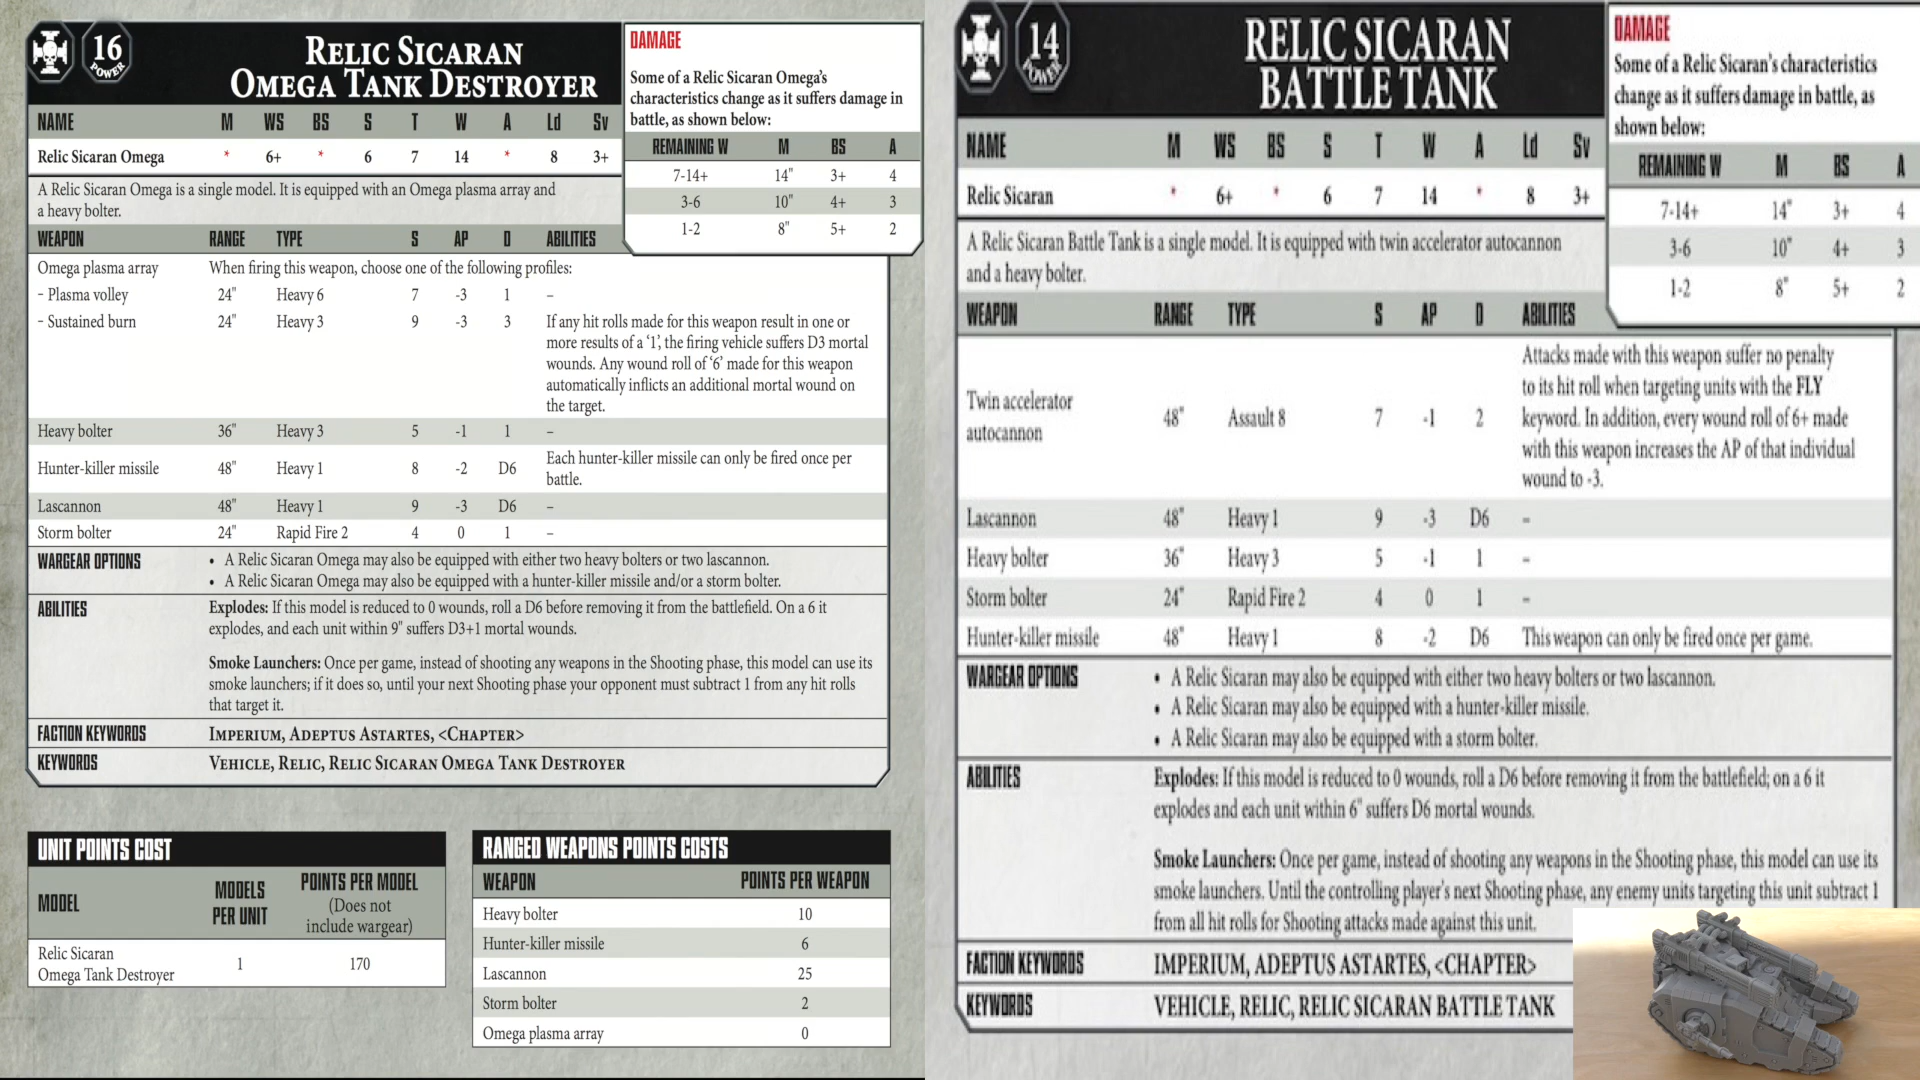 16
POWER
RELIC SICARAN
OMEGA TANK DESTROYER
NAME M WS BS S T W A Ld Sv
Relic Sicaran Omega * 6+ * 6 7 14 * 8 3+
A Relic Sicaran Omega is a single model. It is equipped with an Omega plasma array and
a heavy bolter.
DAMAGE
Some of a Relic Sicaran Omega's
characteristics change as it suffers damage in
battle, as shown below:
REMAINING W M BS A
7-14+ 14" 3+ 4
3-6 10" 4+ 3
1-2 8" 5+ 2
WEAPON RANGE TYPE S AP D ABILITIES
Omega plasma array When firing this weapon, choose one of the following profiles:
- Plasma volley 24" Heavy 6 7 -3 1 -
- Sustained burn 24" Heavy 3 9 -3 3 If any hit rolls made for this weapon result in one or
more results of a ‘1’, the firing vehicle suffers D3 mortal
wounds. Any wound roll of ‘6’ made for this weapon
automatically inflicts an additional mortal wound on
the target.
Heavy bolter 36" Heavy 3 5 -1 1 -
Hunter-killer missile 48" Heavy 1 8 -2 D6 Each hunter-killer missile can only be fired once per
battle.
Lascannon 48" Heavy 1 9 -3 D6 -
Storm bolter 24" Rapid Fire 2 4 0 1 -
WARGEAR OPTIONS • A Relic Sicaran Omega may also be equipped with either two heavy bolters or two lascannon.
• A Relic Sicaran Omega may also be equipped with a hunter-killer missile and/or a storm bolter.
ABILITIES Explodes: If this model is reduced to 0 wounds, roll a D6 before removing it from the battlefield. On a 6 it
explodes, and each unit within 9" suffers D3+1 mortal wounds.
Smoke Launchers: Once per game, instead of shooting any weapons in the Shooting phase, this model can use its
smoke launchers; if it does so, until your next Shooting phase your opponent must subtract 1 from any hit rolls
that target it.
FACTION KEYWORDS IMPERIUM, ADEPTUS ASTARTES, <CHAPTER>
KEYWORDS VEHICLE, RELIC, RELIC SICARAN OMEGA TANK DESTROYER
UNIT POINTS COST
MODEL MODELS PER UNIT POINTS PER MODEL
(Does not
include wargear)
Relic Sicaran
Omega Tank Destroyer 1 170
RANGED WEAPONS POINTS COSTS
WEAPON POINTS PER WEAPON
Heavy bolter 10
Hunter-killer missile 6
Lascannon 25
Storm bolter 2
Omega plasma array 0
14
POWER
RELIC SICARAN
BATTLE TANK
NAME M WS BS S T W A Ld Sv
Relic Sicaran * 6+ * 6 7 14 * 8 3+
A Relic Sicaran Battle Tank is a single model. It is equipped with twin accelerator autocannon
and a heavy bolter.
DAMAGE
Some of a Relic Sicaran's characteristics
change as it suffers damage in battle, as
shown below:
REMAINING W M BS A
7-14+ 14" 3+ 4
3-6 10" 4+ 3
1-2 8" 5+ 2
WEAPON RANGE TYPE S AP D ABILITIES
Twin accelerator
autocannon 48" Assault 8 7 -1 2 Attacks made with this weapon suffer no penalty
to its hit roll when targeting units with the FLY
keyword. In addition, every wound roll of 6+ made
with this weapon increases the AP of that individual
wound to -3.
Lascannon 48" Heavy 1 9 -3 D6 -
Heavy bolter 36" Heavy 3 5 -1 1 -
Storm bolter 24" Rapid Fire 2 4 0 1 -
Hunter-killer missile 48" Heavy 1 8 -2 D6 This weapon can only be fired once per game.
WARGEAR OPTIONS • A Relic Sicaran may also be equipped with either two heavy bolters or two lascannon.
• A Relic Sicaran may also be equipped with a hunter-killer missile.
• A Relic Sicaran may also be equipped with a storm bolter.
ABILITIES Explodes: If this model is reduced to 0 wounds, roll a D6 before removing it from the battlefield; on a 6 it
explodes and each unit within 6" suffers D6 mortal wounds.
Smoke Launchers: Once per game, instead of shooting any weapons in the Shooting phase, this model can use its
smoke launchers. Until the controlling player's next Shooting phase, any enemy units targeting this unit subtract 1
from all hit rolls for Shooting attacks made against this unit.
FACTION KEYWORDS IMPERIUM, ADEPTUS ASTARTES, <CHAPTER>
KEYWORDS VEHICLE, RELIC, RELIC SICARAN BATTLE TANK